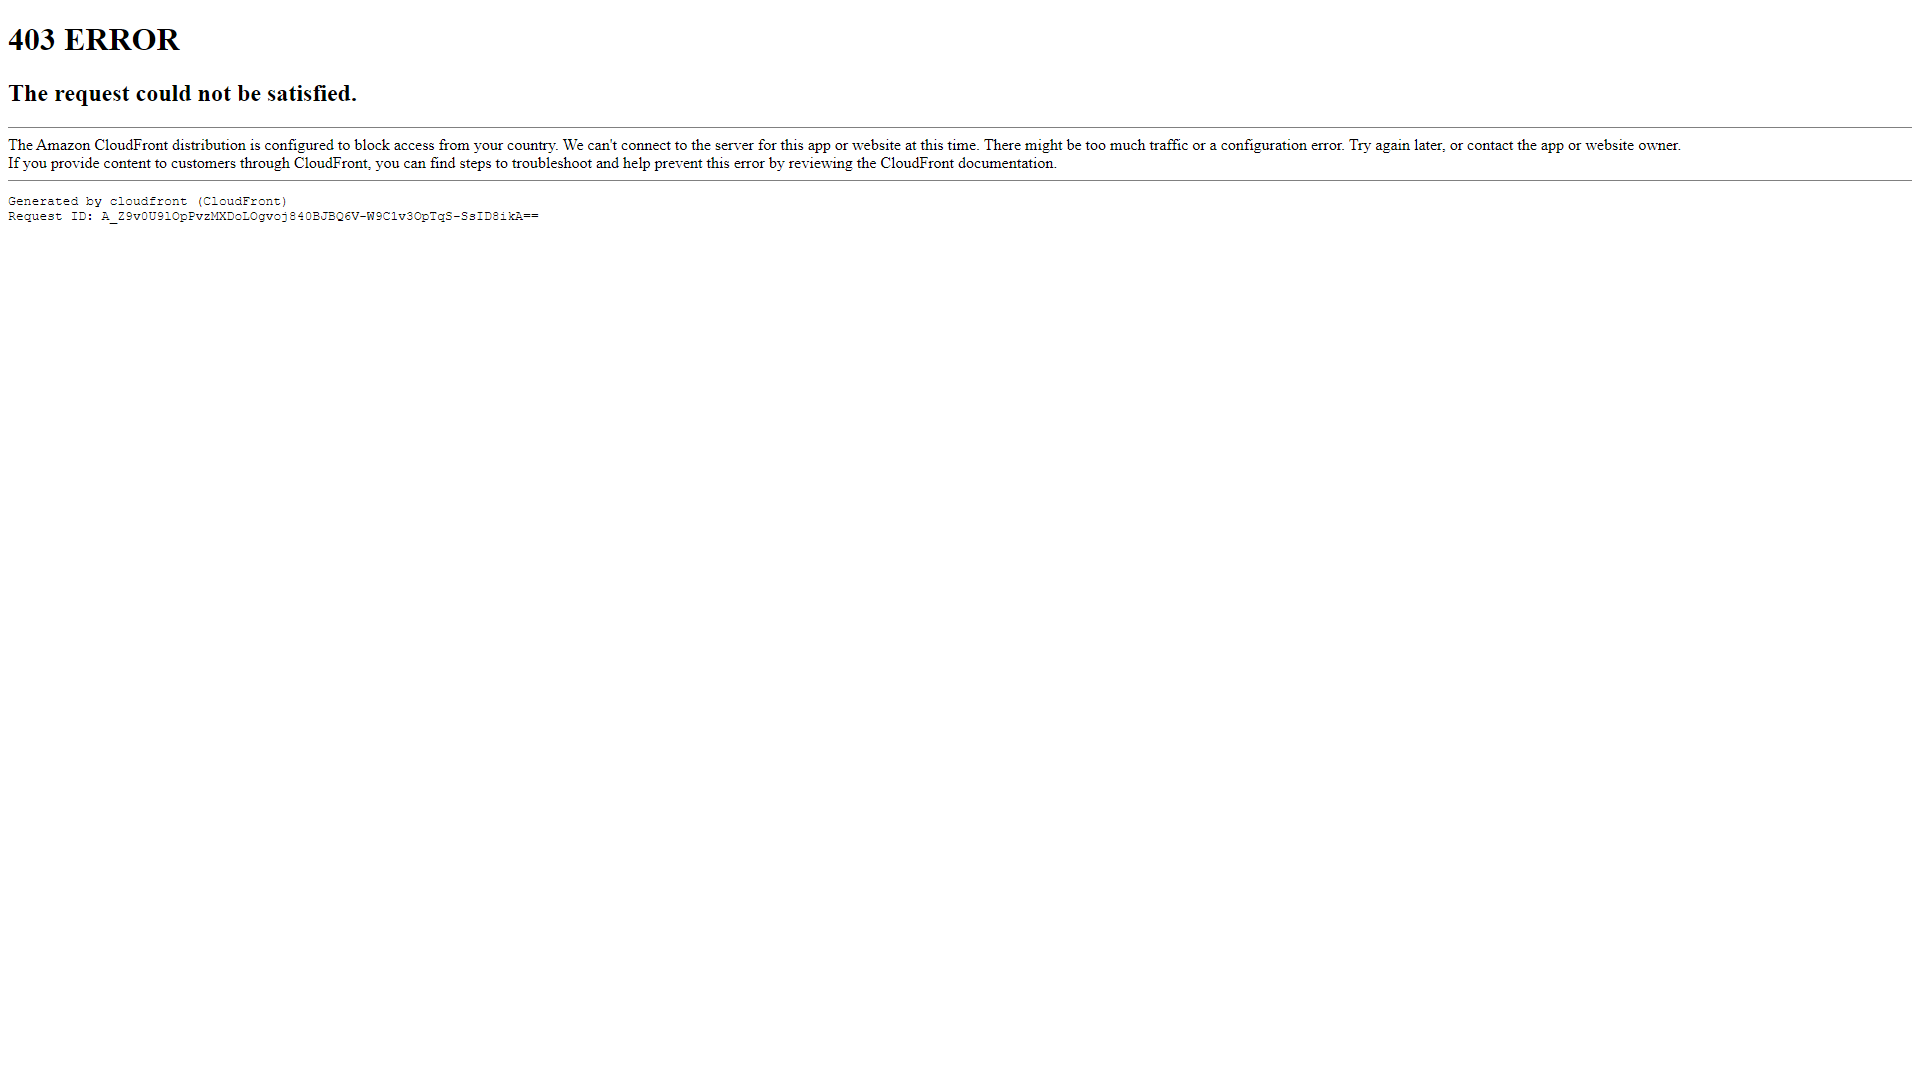 403 ERROR
The request could not be satisfied.
The Amazon CloudFront distribution is configured to block access from your country. We can't connect to the server for this app or website at this time. There might be too much traffic or a configuration error. Try again later, or contact the app or website owner.
If you provide content to customers through CloudFront, you can find steps to troubleshoot and help prevent this error by reviewing the CloudFront documentation.
Generated by cloudfront (CloudFront)
Request ID: A_Z9v0U9lOpPvzMXDoLOgvoj840BJBQ6V-W9C1v3OpTqS-SsID8ikA==